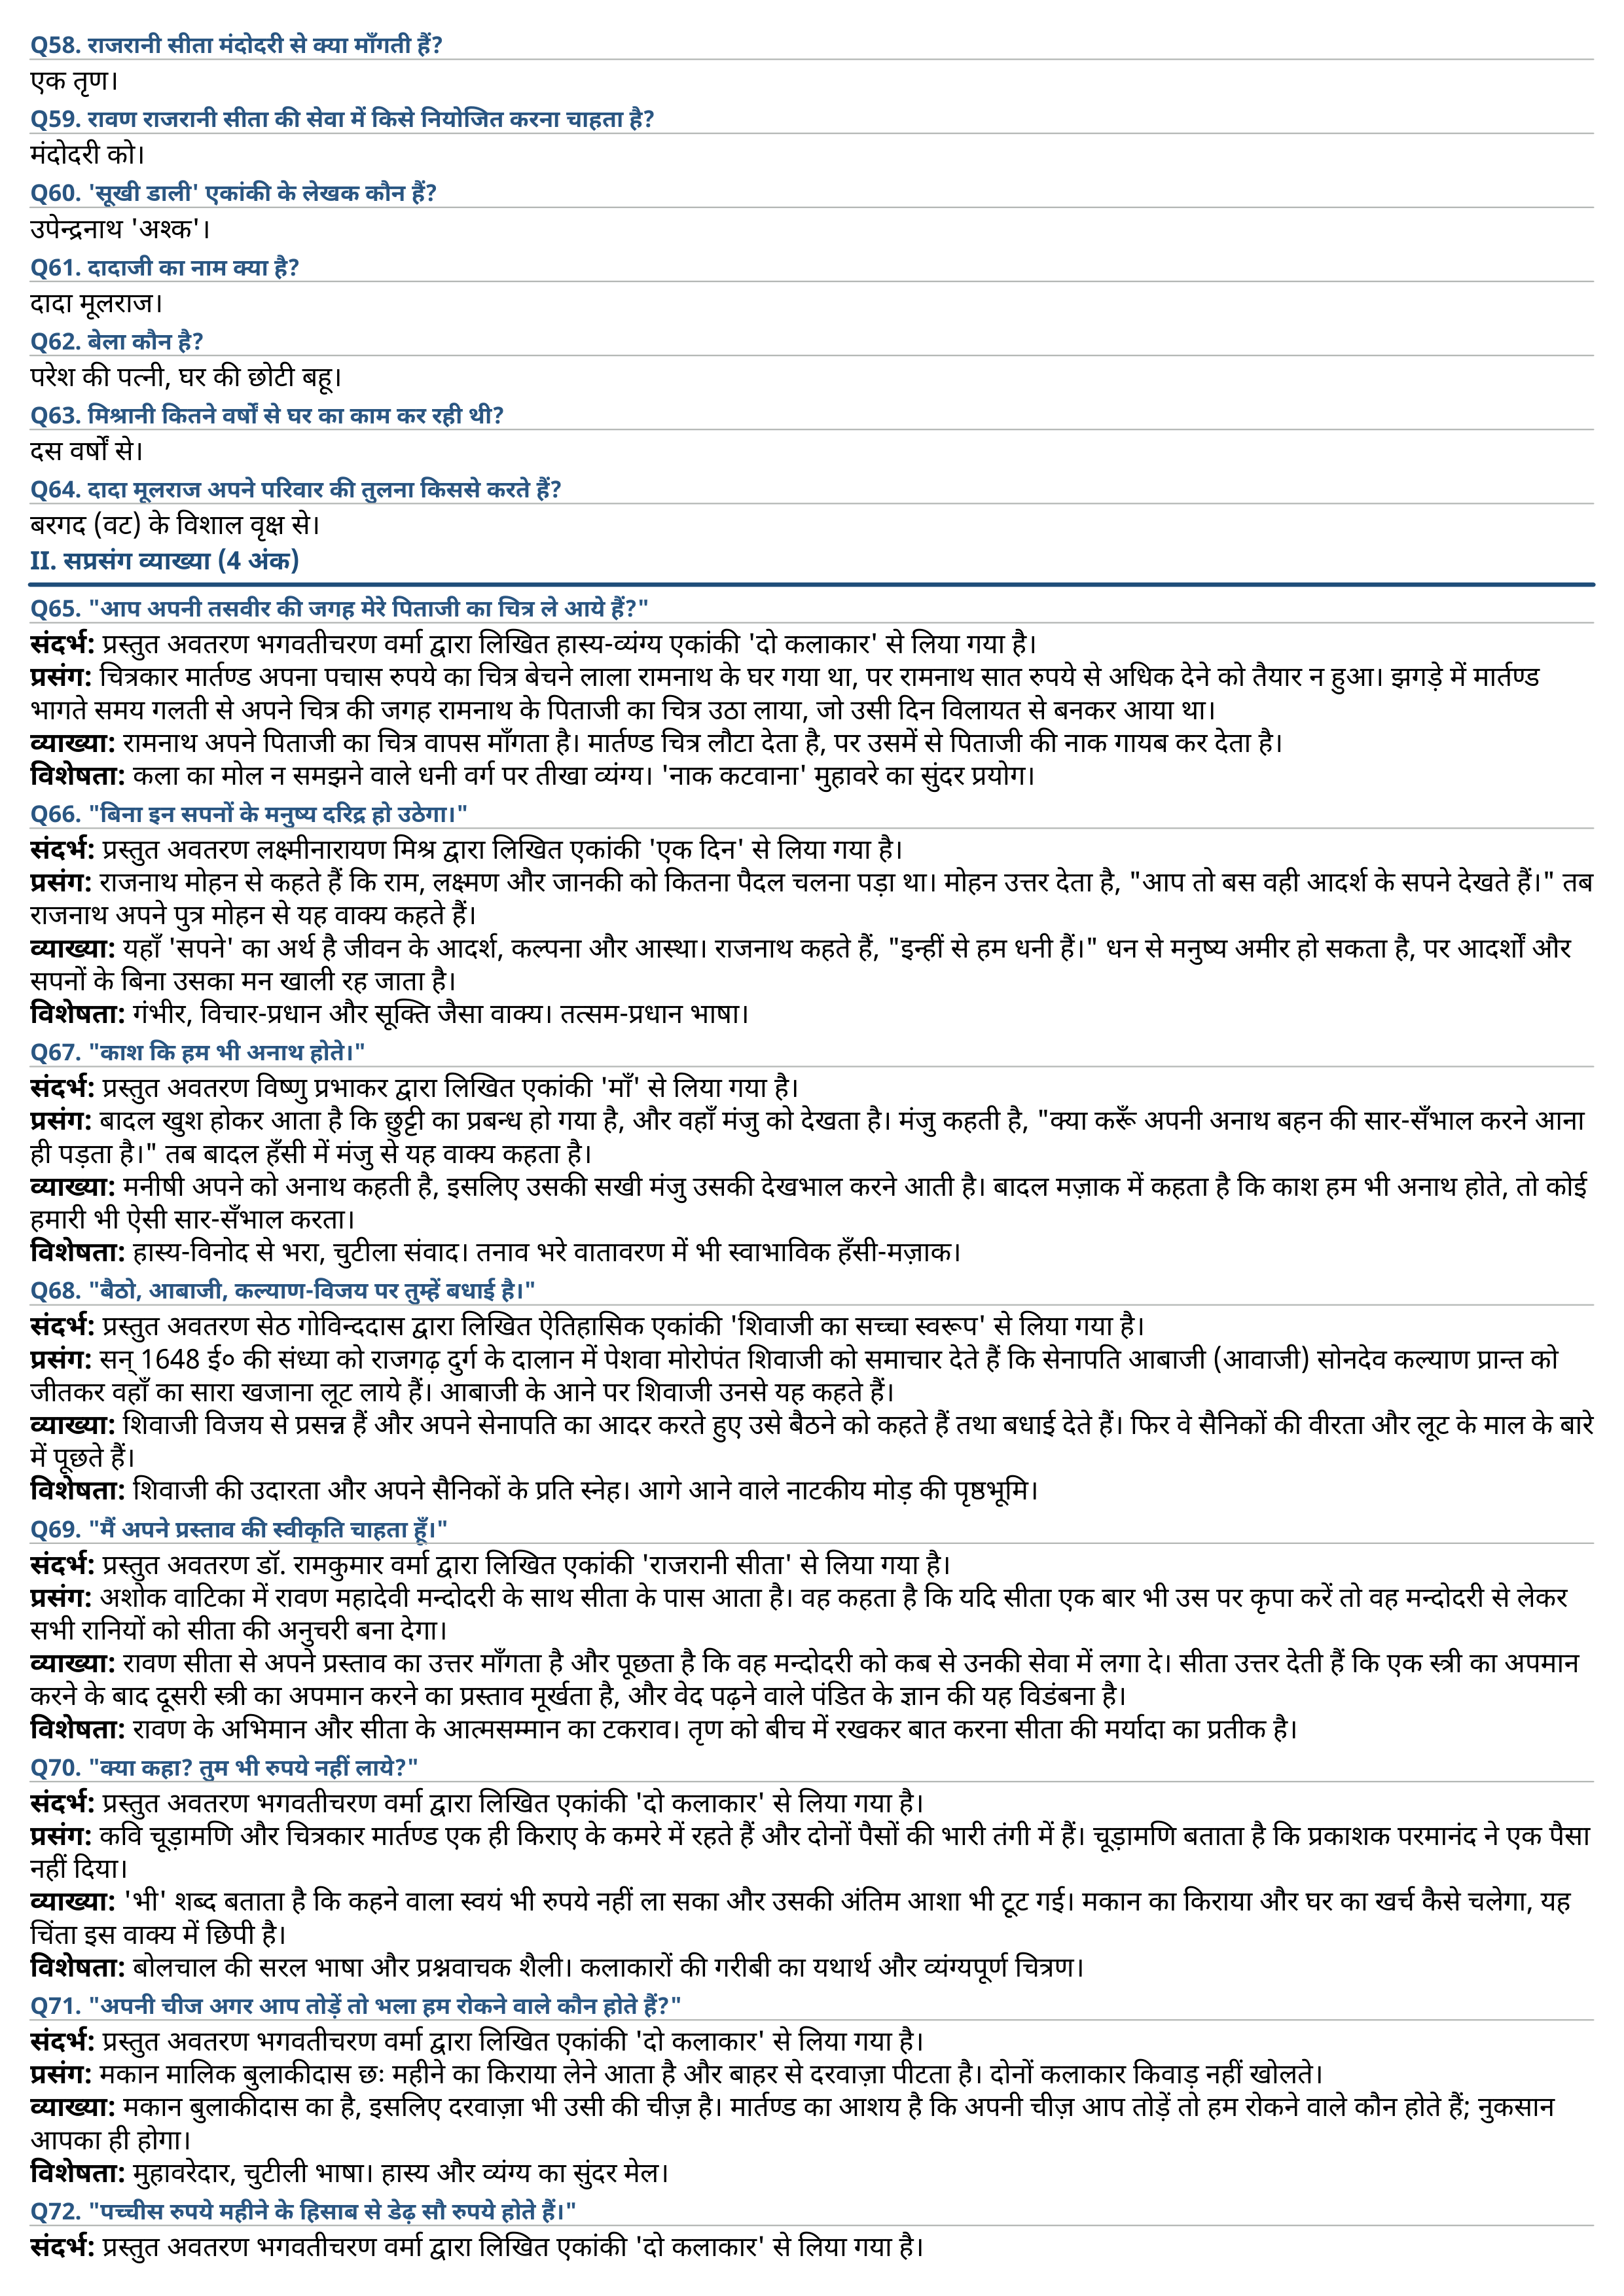 Q58. राजरानी सीता मंदोदरी से क्या माँगती हैं?
एक तृण।
Q59. रावण राजरानी सीता की सेवा में किसे नियोजित करना चाहता है?
मंदोदरी को।
Q60. 'सूखी डाली' एकांकी के लेखक कौन हैं?
उपेन्द्रनाथ 'अश्क'।
Q61. दादाजी का नाम क्या है?
दादा मूलराज।
Q62. बेला कौन है?
परेश की पत्नी, घर की छोटी बहू।
Q63. मिश्रानी कितने वर्षों से घर का काम कर रही थी?
दस वर्षों से।
Q64. दादा मूलराज अपने परिवार की तुलना किससे करते हैं?
बरगद (वट) के विशाल वृक्ष से।
II. सप्रसंग व्याख्या (4 अंक)
Q65. "आप अपनी तसवीर की जगह मेरे पिताजी का चित्र ले आये हैं?"
संदर्भ: प्रस्तुत अवतरण भगवतीचरण वर्मा द्वारा लिखित हास्य-व्यंग्य एकांकी 'दो कलाकार' से लिया गया है।
प्रसंग: चित्रकार मार्तण्ड अपना पचास रुपये का चित्र बेचने लाला रामनाथ के घर गया था, पर रामनाथ सात रुपये से अधिक देने को तैयार न हुआ। झगड़े में मार्तण्ड
भागते समय गलती से अपने चित्र की जगह रामनाथ के पिताजी का चित्र उठा लाया, जो उसी दिन विलायत से बनकर आया था।
व्याख्या: रामनाथ अपने पिताजी का चित्र वापस माँगता है। मार्तण्ड चित्र लौटा देता है, पर उसमें से पिताजी की नाक गायब कर देता है।
विशेषता: कला का मोल न समझने वाले धनी वर्ग पर तीखा व्यंग्य। 'नाक कटवाना' मुहावरे का सुंदर प्रयोग।
Q66. "बिना इन सपनों के मनुष्य दरिद्र हो उठेगा।"
संदर्भ: प्रस्तुत अवतरण लक्ष्मीनारायण मिश्र द्वारा लिखित एकांकी 'एक दिन' से लिया गया है।
प्रसंग: राजनाथ मोहन से कहते हैं कि राम, लक्ष्मण और जानकी को कितना पैदल चलना पड़ा था। मोहन उत्तर देता है, "आप तो बस वही आदर्श के सपने देखते हैं।" तब
राजनाथ अपने पुत्र मोहन से यह वाक्य कहते हैं।
व्याख्या: यहाँ 'सपने' का अर्थ है जीवन के आदर्श, कल्पना और आस्था। राजनाथ कहते हैं, "इन्हीं से हम धनी हैं।" धन से मनुष्य अमीर हो सकता है, पर आदर्शों और
सपनों के बिना उसका मन खाली रह जाता है।
विशेषता: गंभीर, विचार-प्रधान और सूक्ति जैसा वाक्य। तत्सम-प्रधान भाषा।
Q67. "काश कि हम भी अनाथ होते।"
संदर्भ: प्रस्तुत अवतरण विष्णु प्रभाकर द्वारा लिखित एकांकी 'माँ' से लिया गया है।
प्रसंग: बादल खुश होकर आता है कि छुट्टी का प्रबन्ध हो गया है, और वहाँ मंजु को देखता है। मंजु कहती है, "क्या करूँ अपनी अनाथ बहन की सार-सँभाल करने आना
ही पड़ता है।" तब बादल हँसी में मंजु से यह वाक्य कहता है।
व्याख्या: मनीषी अपने को अनाथ कहती है, इसलिए उसकी सखी मंजु उसकी देखभाल करने आती है। बादल मज़ाक में कहता है कि काश हम भी अनाथ होते, तो कोई
हमारी भी ऐसी सार-सँभाल करता।
विशेषता: हास्य-विनोद से भरा, चुटीला संवाद। तनाव भरे वातावरण में भी स्वाभाविक हँसी-मज़ाक।
Q68. "बैठो, आबाजी, कल्याण-विजय पर तुम्हें बधाई है।"
संदर्भ: प्रस्तुत अवतरण सेठ गोविन्ददास द्वारा लिखित ऐतिहासिक एकांकी 'शिवाजी का सच्चा स्वरूप' से लिया गया है।
प्रसंग: सन् 1648 ई० की संध्या को राजगढ़ दुर्ग के दालान में पेशवा मोरोपंत शिवाजी को समाचार देते हैं कि सेनापति आबाजी (आवाजी) सोनदेव कल्याण प्रान्त को
जीतकर वहाँ का सारा खजाना लूट लाये हैं। आबाजी के आने पर शिवाजी उनसे यह कहते हैं।
व्याख्या: शिवाजी विजय से प्रसन्न हैं और अपने सेनापति का आदर करते हुए उसे बैठने को कहते हैं तथा बधाई देते हैं। फिर वे सैनिकों की वीरता और लूट के माल के बारे
में पूछते हैं।
विशेषता: शिवाजी की उदारता और अपने सैनिकों के प्रति स्नेह। आगे आने वाले नाटकीय मोड़ की पृष्ठभूमि।
Q69. "मैं अपने प्रस्ताव की स्वीकृति चाहता हूँ।"
संदर्भ: प्रस्तुत अवतरण डॉ. रामकुमार वर्मा द्वारा लिखित एकांकी 'राजरानी सीता' से लिया गया है।
प्रसंग: अशोक वाटिका में रावण महादेवी मन्दोदरी के साथ सीता के पास आता है। वह कहता है कि यदि सीता एक बार भी उस पर कृपा करें तो वह मन्दोदरी से लेकर
सभी रानियों को सीता की अनुचरी बना देगा।
व्याख्या: रावण सीता से अपने प्रस्ताव का उत्तर माँगता है और पूछता है कि वह मन्दोदरी को कब से उनकी सेवा में लगा दे। सीता उत्तर देती हैं कि एक स्त्री का अपमान
करने के बाद दूसरी स्त्री का अपमान करने का प्रस्ताव मूर्खता है, और वेद पढ़ने वाले पंडित के ज्ञान की यह विडंबना है।
विशेषता: रावण के अभिमान और सीता के आत्मसम्मान का टकराव। तृण को बीच में रखकर बात करना सीता की मर्यादा का प्रतीक है।
Q70. "क्या कहा? तुम भी रुपये नहीं लाये?"
संदर्भ: प्रस्तुत अवतरण भगवतीचरण वर्मा द्वारा लिखित एकांकी 'दो कलाकार' से लिया गया है।
प्रसंग: कवि चूड़ामणि और चित्रकार मार्तण्ड एक ही किराए के कमरे में रहते हैं और दोनों पैसों की भारी तंगी में हैं। चूड़ामणि बताता है कि प्रकाशक परमानंद ने एक पैसा
नहीं दिया।
व्याख्या: 'भी' शब्द बताता है कि कहने वाला स्वयं भी रुपये नहीं ला सका और उसकी अंतिम आशा भी टूट गई। मकान का किराया और घर का खर्च कैसे चलेगा, यह
चिंता इस वाक्य में छिपी है।
विशेषता: बोलचाल की सरल भाषा और प्रश्नवाचक शैली। कलाकारों की गरीबी का यथार्थ और व्यंग्यपूर्ण चित्रण।
Q71. "अपनी चीज अगर आप तोड़ें तो भला हम रोकने वाले कौन होते हैं?"
संदर्भ: प्रस्तुत अवतरण भगवतीचरण वर्मा द्वारा लिखित एकांकी 'दो कलाकार' से लिया गया है।
प्रसंग: मकान मालिक बुलाकीदास छः महीने का किराया लेने आता है और बाहर से दरवाज़ा पीटता है। दोनों कलाकार किवाड़ नहीं खोलते।
व्याख्या: मकान बुलाकीदास का है, इसलिए दरवाज़ा भी उसी की चीज़ है। मार्तण्ड का आशय है कि अपनी चीज़ आप तोड़ें तो हम रोकने वाले कौन होते हैं; नुकसान
आपका ही होगा।
विशेषता: मुहावरेदार, चुटीली भाषा। हास्य और व्यंग्य का सुंदर मेल।
Q72. "पच्चीस रुपये महीने के हिसाब से डेढ़ सौ रुपये होते हैं।"
संदर्भ: प्रस्तुत अवतरण भगवतीचरण वर्मा द्वारा लिखित एकांकी 'दो कलाकार' से लिया गया है।